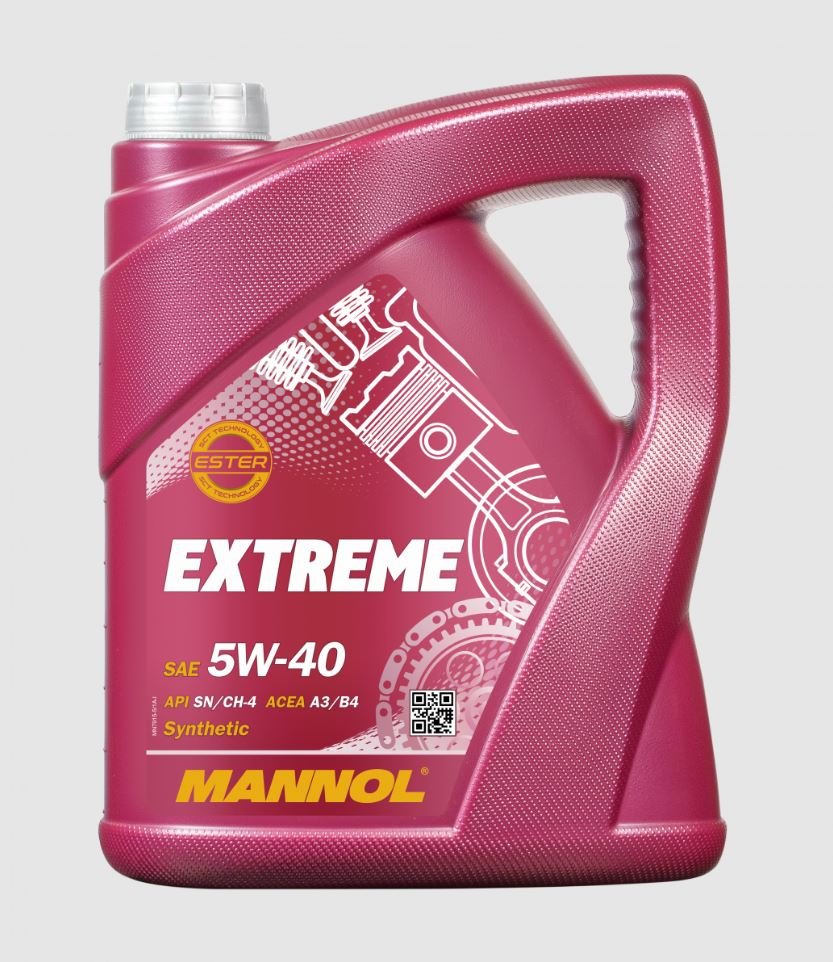 SCT TECHNOLOGY
ESTER
SCT TECHNOLOGY
EXTREME
SAE 5W-40
API SN/CH-4 ACEA A3/B4
Synthetic
MANNOL®